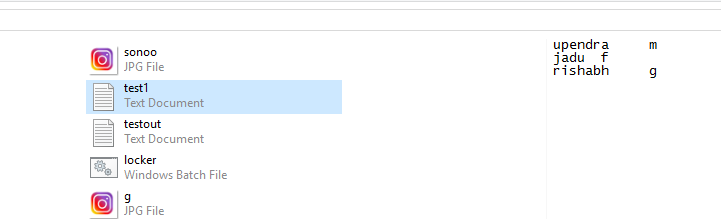 sonoo
JPG File
test1
Text Document
testout
Text Document
locker
Windows Batch File
g
JPG File
upendra m
jadu f
rishabh g